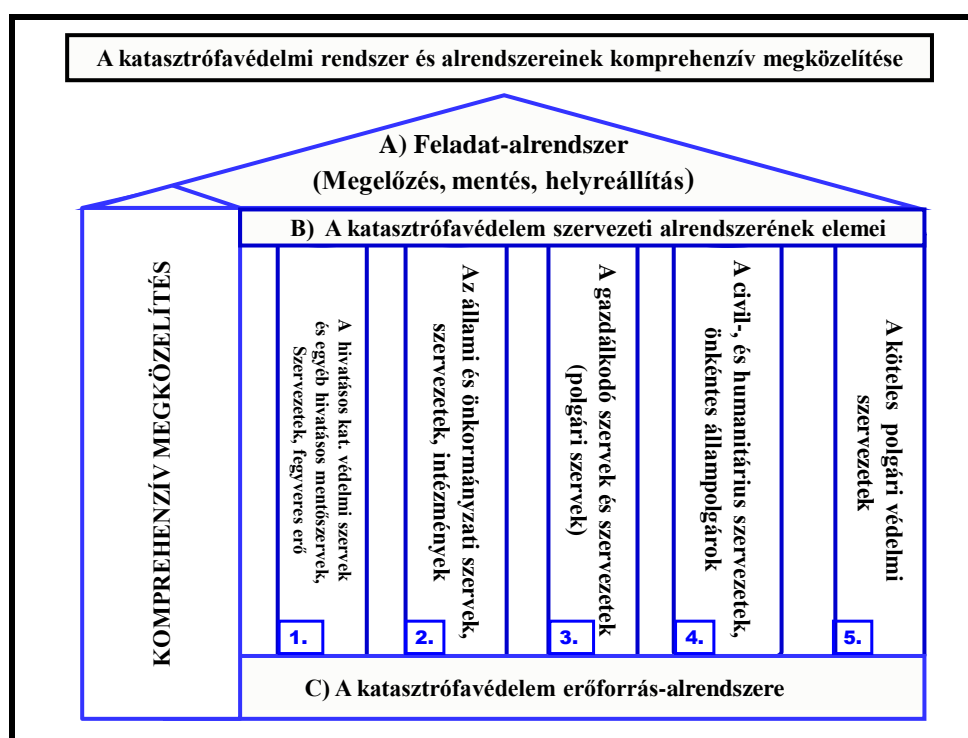 A katasztrófavédelmi rendszer és alrendszereinek komprehenzív megközelítése
A) Feladat-alrendszer
(Megelőzés, mentés, helyreállítás)
B) A katasztrófavédelem szervezeti alrendszerének elemei
KOMPREHENZÍV MEGKÖZELÍTÉS
A hivatásos kat. védelmi szervek
és egyéb hivatásos mentőszervek,
Szervezetek, fegyveres erő
1.
Az állami és önkormányzati szervek,
szervezetek, intézmények
2.
A gazdálkodó szervek és szervezetek
(polgári szervek)
3.
A civil-, és humanitárius szervezetek,
önkéntes állampolgárok
4.
A köteles polgári védelmi
szervezetek
5.
C) A katasztrófavédelem erőforrás-alrendszere